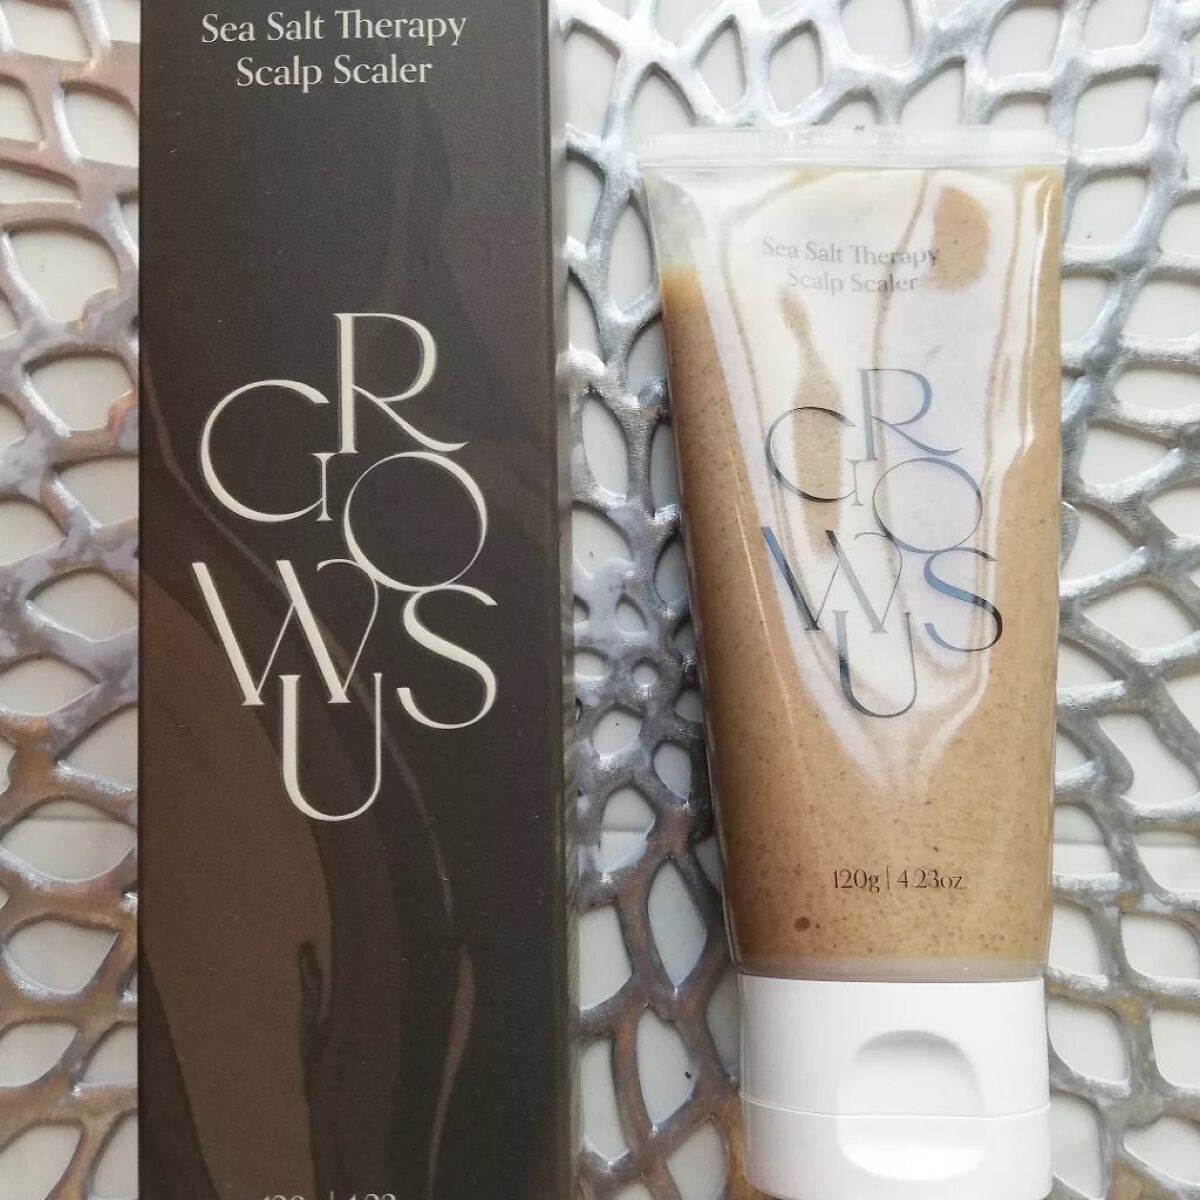 Sea Salt Therapy
Scalp Scaler
GROWUS
Sea Salt Therapy
Scalp Scaler
GROWUS
120g | 4.23oz.